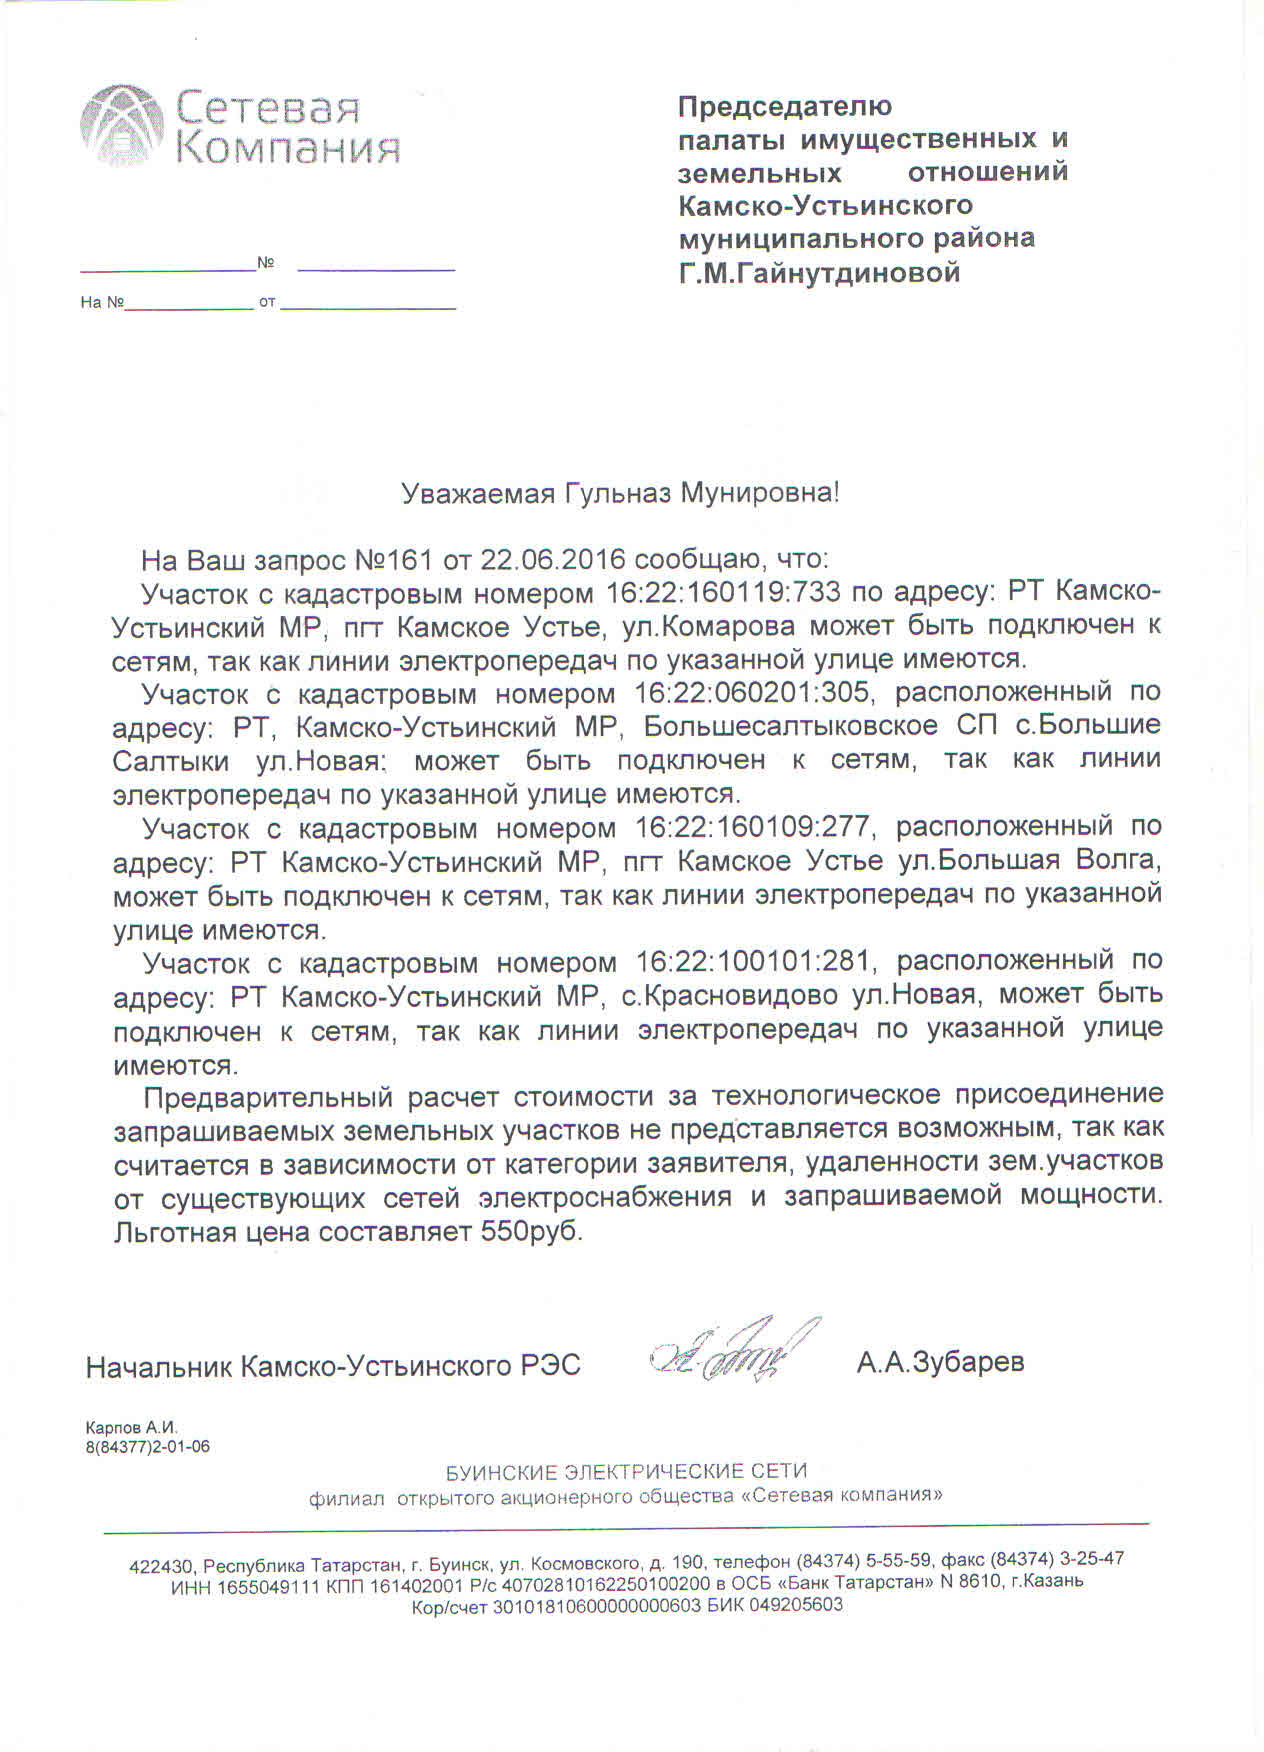 Сетевая
Компания
Председателю
палаты имущественных и
земельных отношений
Камско-Устьинского
муниципального района
Г.М.Гайнутдиновой
№
На № от
Уважаемая Гульназ Мунировна!
На Ваш запрос №161 от 22.06.2016 сообщаю, что:
Участок с кадастровым номером 16:22:160119:733 по адресу: РТ Камско-
Устьинский МР, пгт Камское Устье, ул.Комарова может быть подключен к
сетям, так как линии электропередач по указанной улице имеются.
Участок с кадастровым номером 16:22:060201:305, расположенный по
адресу: РТ, Камско-Устьинский МР, Большесалтыковское СП с.Большие
Салтыки ул.Новая: может быть подключен к сетям, так как линии
электропередач по указанной улице имеются.
Участок с кадастровым номером 16:22:160109:277, расположенный по
адресу: РТ Камско-Устьинский МР, пгт Камское Устье ул.Большая Волга,
может быть подключен к сетям, так как линии электропередач по указанной
улице имеются.
Участок с кадастровым номером 16:22:100101:281, расположенный по
адресу: РТ Камско-Устьинский МР, с.Красновидово ул.Новая, может быть
подключен к сетям, так как линии электропередач по указанной улице
имеются.
Предварительный расчет стоимости за технологическое присоединение
запрашиваемых земельных участков не представляется возможным, так как
считается в зависимости от категории заявителя, удаленности зем.участков
от существующих сетей электроснабжения и запрашиваемой мощности.
Льготная цена составляет 550руб.
Начальник Камско-Устьинского РЭС А.А.Зубарев
Карпов А.И.
8(84377)2-01-06
БУИНСКИЕ ЭЛЕКТРИЧЕСКИЕ СЕТИ
филиал открытого акционерного общества «Сетевая компания»
422430, Республика Татарстан, г. Буинск, ул. Космовского, д. 190, телефон (84374) 5-55-59, факс (84374) 3-25-47
ИНН 1655049111 КПП 161402001 Р/с 40702810162250100200 в ОСБ «Банк Татарстан» N 8610, г.Казань
Кор/счет 30101810600000000603 БИК 049205603